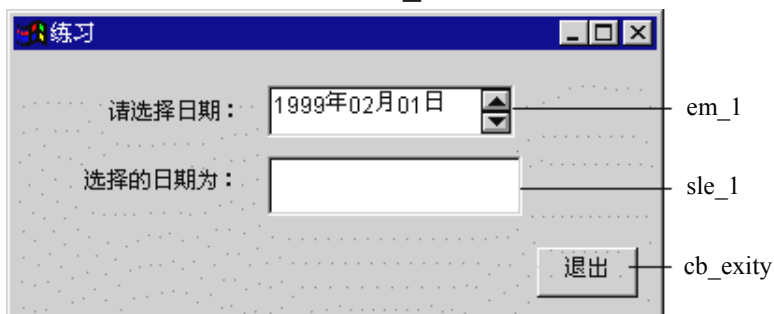 练习
请选择日期： 1999年02月01日 em_1
选择的日期为： sle_1
退出 cb_exity